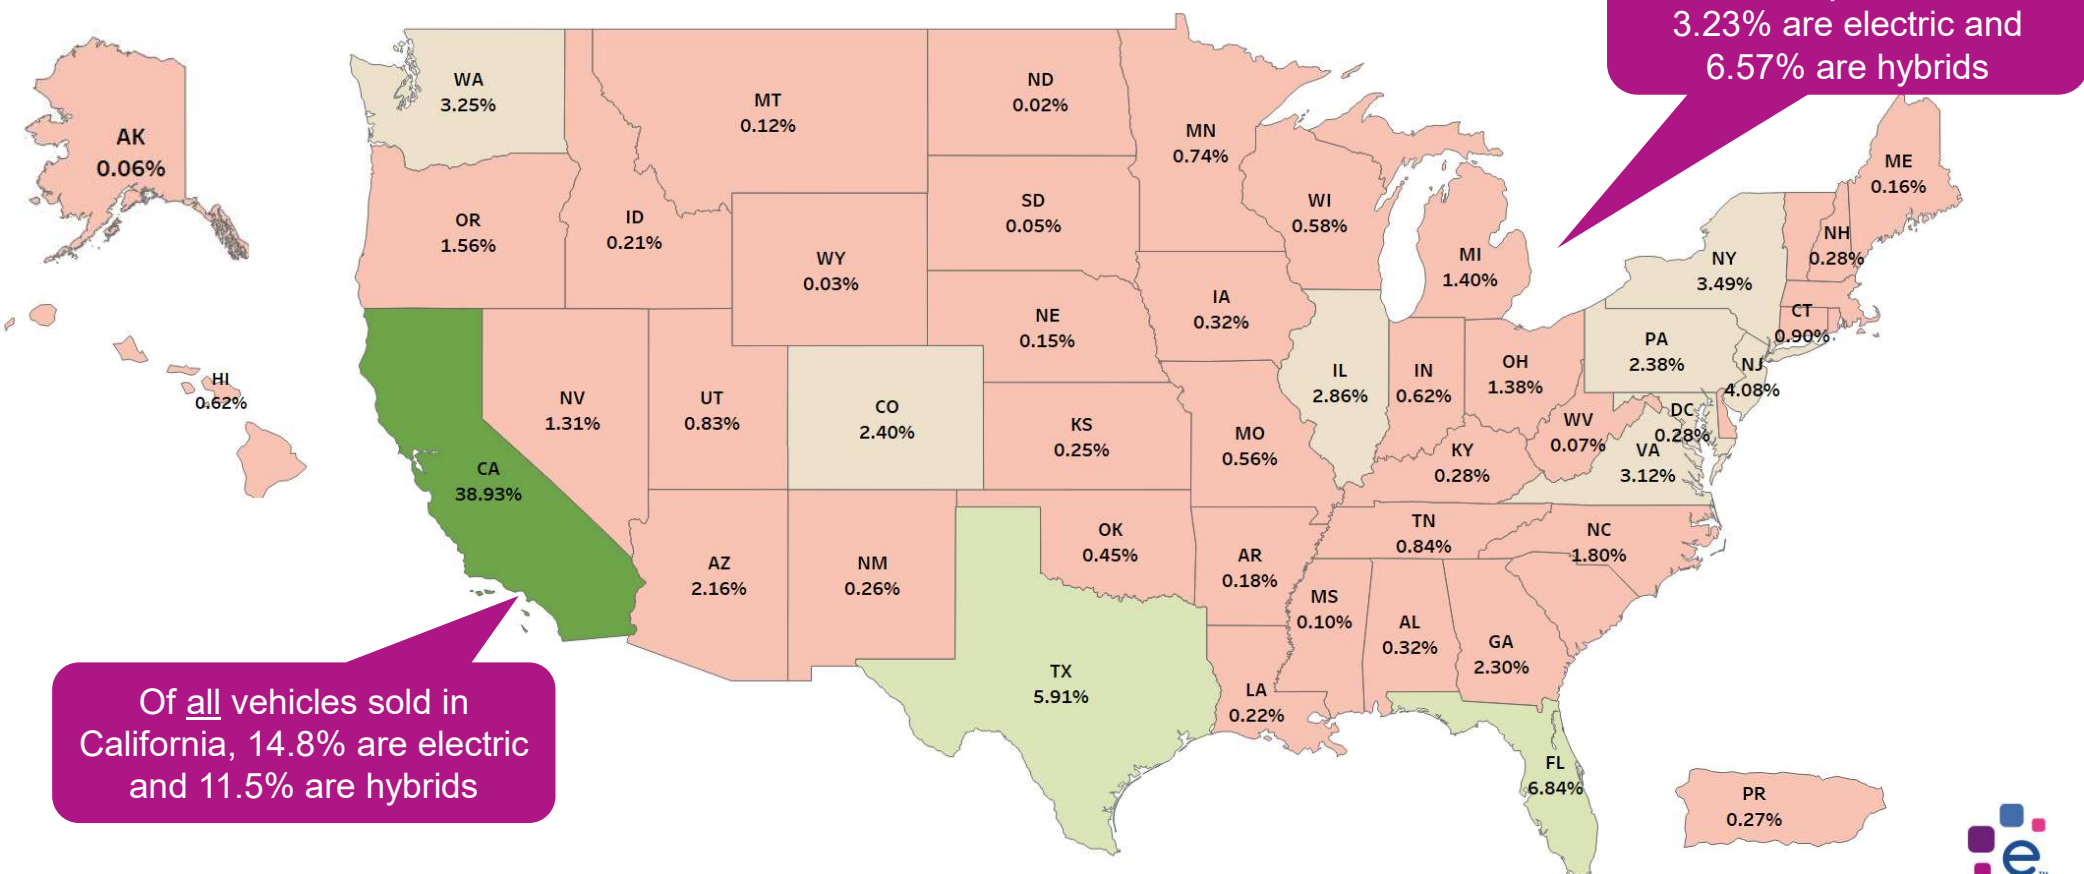 3.23% are electric and
6.57% are hybrids
WA
3.25%
MT
0.12%
ND
0.02%
MN
0.74%
AK
0.06%
ME
0.16%
OR
1.56%
ID
0.21%
SD
0.05%
WI
0.58%
NH
0.28%
WY
0.03%
MI
1.40%
NY
3.49%
IA
0.32%
NE
0.15%
CT
0.90%
PA
2.38%
NJ
4.08%
HI
0.62%
NV
1.31%
UT
0.83%
CO
2.40%
IL
2.86%
IN
0.62%
OH
1.38%
KS
0.25%
MO
0.56%
WV
0.07%
DC
0.28%
KY
0.28%
VA
3.12%
CA
38.93%
OK
0.45%
TN
0.84%
NC
1.80%
AZ
2.16%
NM
0.26%
AR
0.18%
MS
0.10%
AL
0.32%
GA
2.30%
TX
5.91%
LA
0.22%
Of all vehicles sold in
California, 14.8% are electric
and 11.5% are hybrids
FL
6.84%
PR
0.27%
e
TM